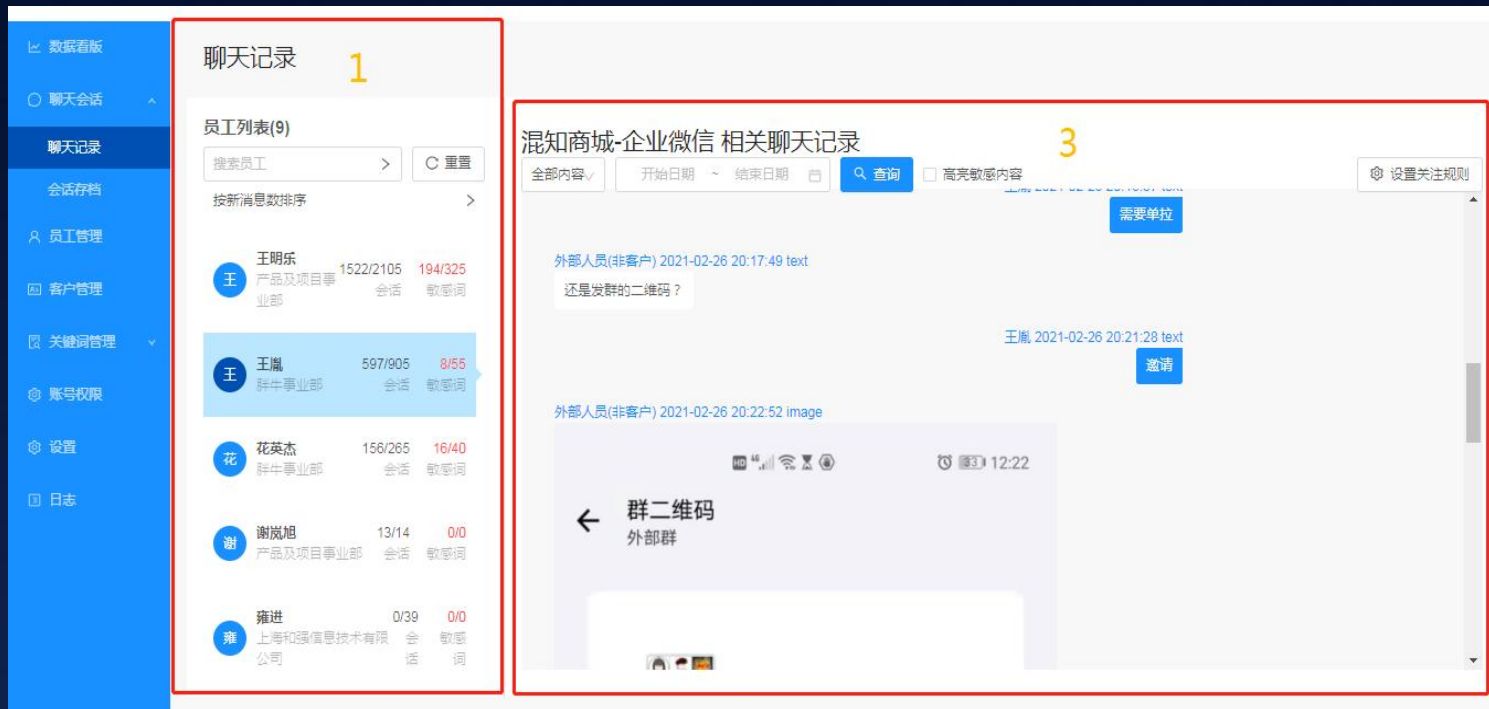 数据看版
聊天会话
聊天记录
会话存档
员工管理
客户管理
关键词管理
账号权限
设置
日志
聊天记录
1
员工列表(9)
搜索员工
重置
按新消息数排序
王
王明乐
产品及项目事
业部
1522/2105
会话
194/325
敏感词
王
王胤
胖牛事业部
597/905
会话
8/55
敏感词
花
花英杰
胖牛事业部
156/265
会话
16/40
敏感词
谢
谢岚旭
产品及项目事业部
13/14
会话
0/0
敏感词
雍
雍进
上海和强信息技术有限
公司
0/39
会
话
0/0
敏感
词
混知商城-企业微信 相关聊天记录
3
全部内容
开始日期 ~ 结束日期
查询
高亮敏感内容
设置关注规则
需要单拉
外部人员(非客户) 2021-02-26 20:17:49 text
还是发群的二维码？
王胤 2021-02-26 20:21:28 text
邀请
外部人员(非客户) 2021-02-26 20:22:52 image
HD
83
12:22
群二维码
外部群